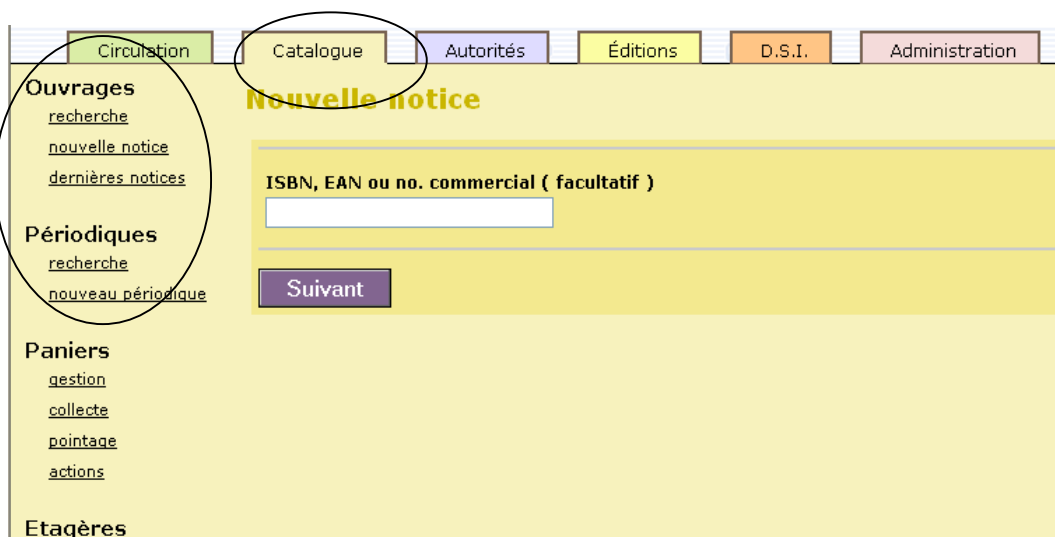 Circulation Catalogue Autorités Éditions D.S.I. Administration
Ouvrages
recherche
nouvelle notice
dernières notices
Périodiques
recherche
nouveau périodique
Paniers
gestion
collecte
pointage
actions
Etagères
Nouvelle notice
ISBN, EAN ou no. commercial ( facultatif )
Suivant